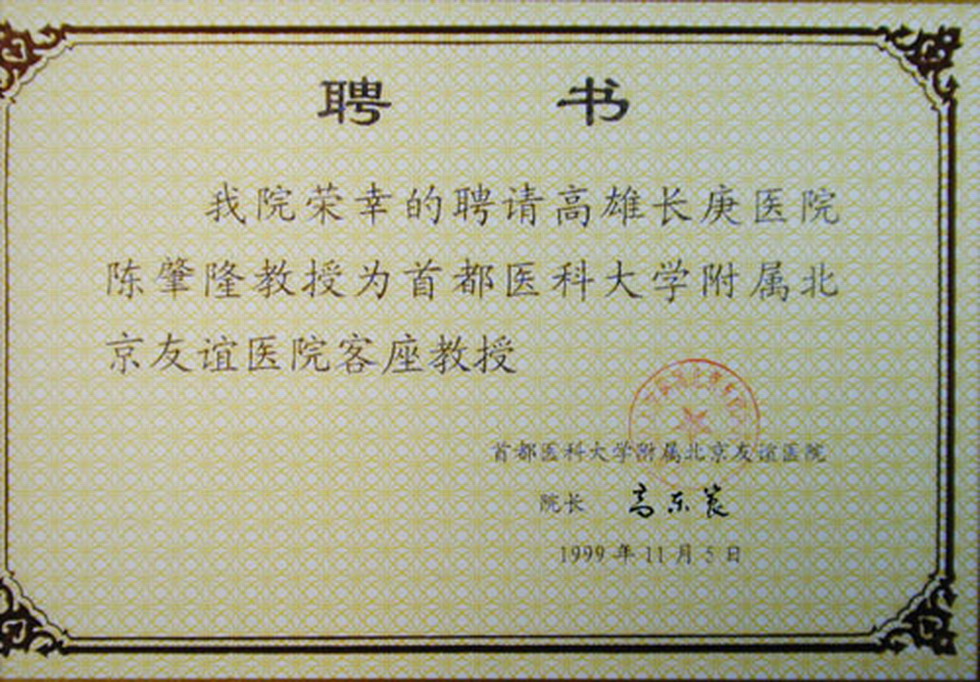 聘 书
我院荣幸的聘请高雄长庚医院
陈肇隆教授为首都医科大学附属北
京友谊医院客座教授
首都医科大学附属北京友谊医院
院长 高东宸
1999年11月5日